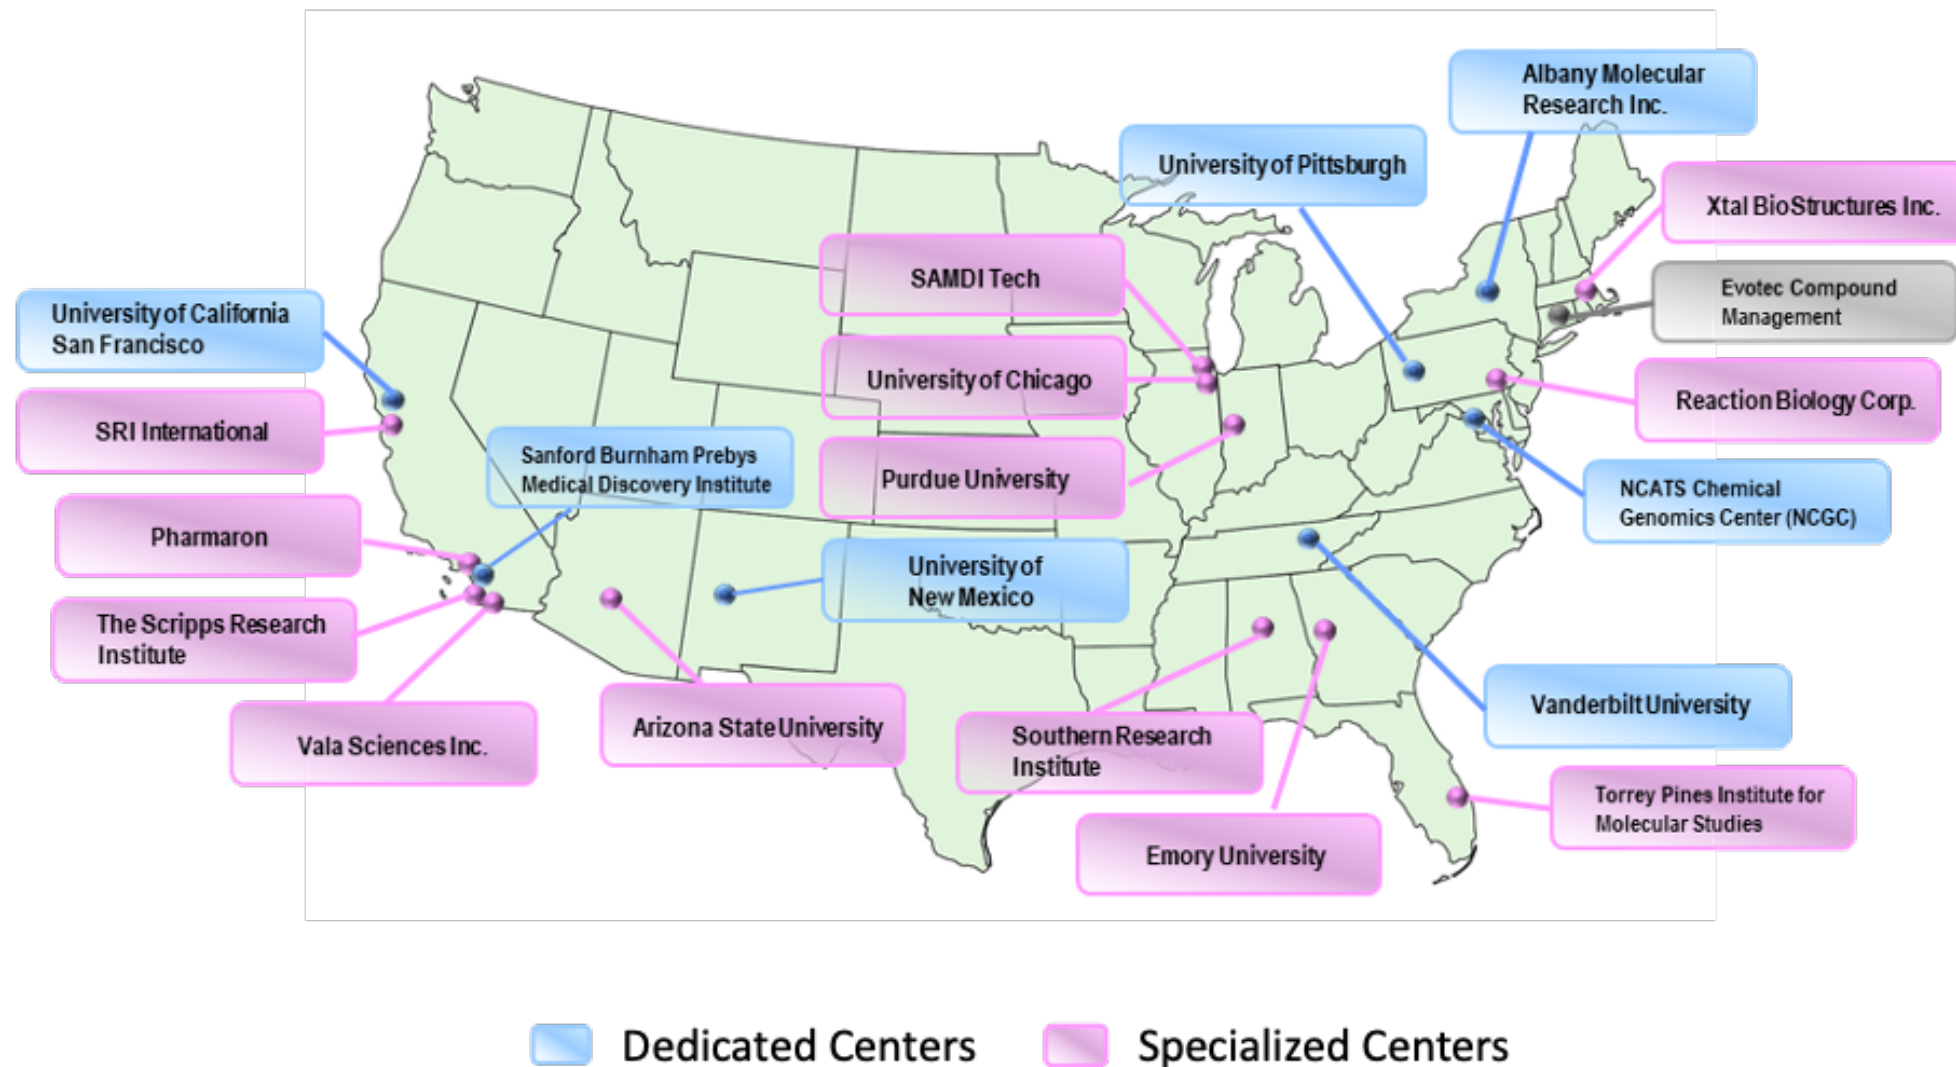 Albany Molecular
Research Inc.
University of Pittsburgh
Xtal BioStructures Inc.
SAMDI Tech
Evotec Compound
Management
University of California
San Francisco
University of Chicago
Reaction Biology Corp.
SRI International
Sanford Burnham Prebys
Medical Discovery Institute
Purdue University
NCATS Chemical
Genomics Center (NCGC)
Pharmaron
University of
New Mexico
The Scripps Research
Institute
Vanderbilt University
Arizona State University
Vala Sciences Inc.
Southern Research
Institute
Torrey Pines Institute for
Molecular Studies
Emory University
Dedicated Centers
Specialized Centers